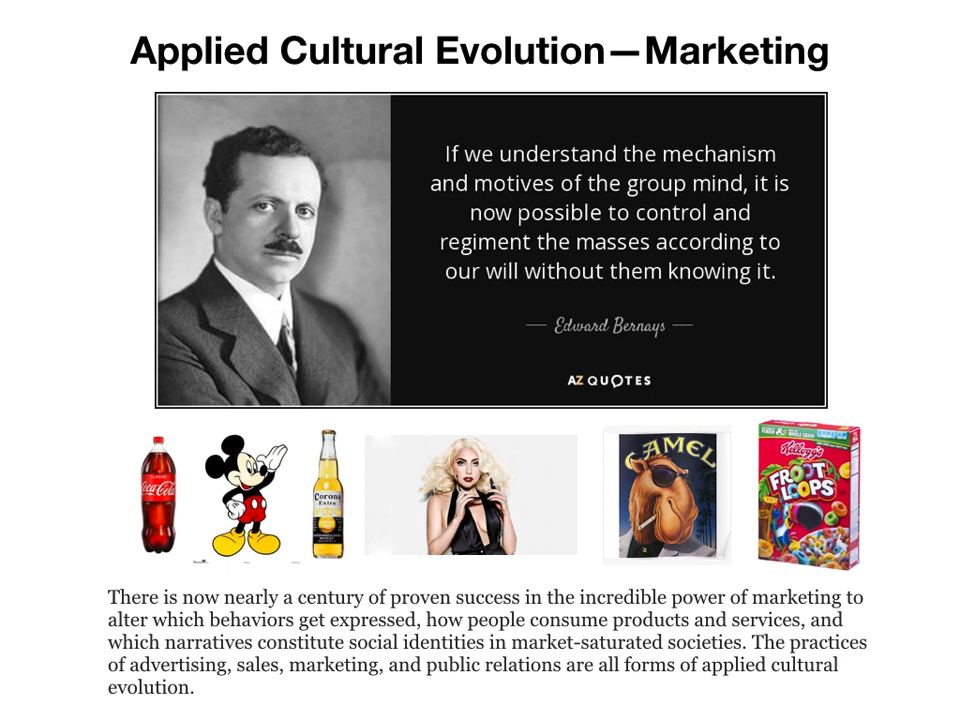 Applied Cultural Evolution—Marketing
If we understand the mechanism
and motives of the group mind, it is
now possible to control and
regiment the masses according to
our will without them knowing it.
— Edward Bernays —
AZ QUOTES
CLASSIC
Coca-Cola
Corona
Extra
CAMEL
Kellogg's
FROOT
LOOPS
There is now nearly a century of proven success in the incredible power of marketing to
alter which behaviors get expressed, how people consume products and services, and
which narratives constitute social identities in market-saturated societies. The practices
of advertising, sales, marketing, and public relations are all forms of applied cultural
evolution.